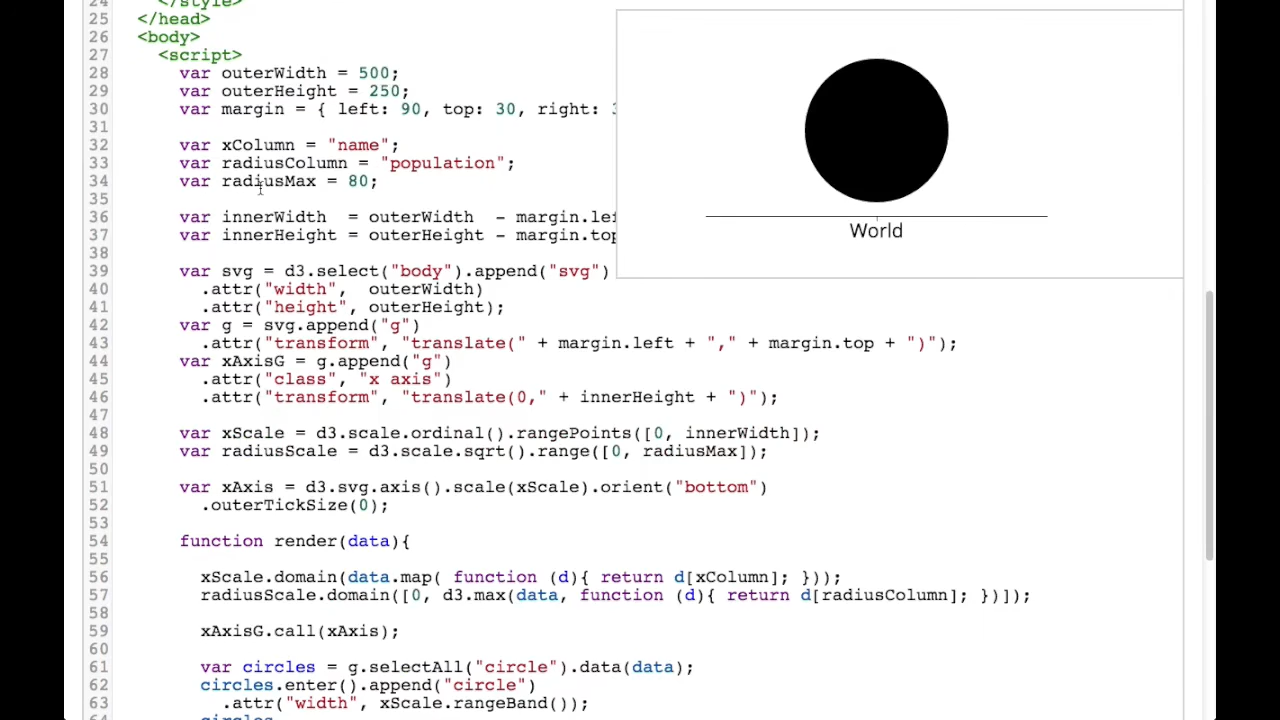 24 </style>
25 </head>
26 <body>
27 <script>
28 var outerWidth = 500;
29 var outerHeight = 250;
30 var margin = { left: 90, top: 30, right:
31
32 var xColumn = "name";
33 var radiusColumn = "population";
34 var radiusMax = 80;
35
36 var innerWidth  = outerWidth  - margin.lef
37 var innerHeight = outerHeight - margin.top
38
39 var svg = d3.select("body").append("svg")
40 .attr("width",  outerWidth)
41 .attr("height", outerHeight);
42 var g = svg.append("g")
43 .attr("transform", "translate(" + margin.left + "," + margin.top + ")");
44 var xAxisG = g.append("g")
45 .attr("class", "x axis")
46 .attr("transform", "translate(0," + innerHeight + ")");
47
48 var xScale = d3.scale.ordinal().rangePoints([0, innerWidth]);
49 var radiusScale = d3.scale.sqrt().range([0, radiusMax]);
50
51 var xAxis = d3.svg.axis().scale(xScale).orient("bottom")
52 .outerTickSize(0);
53
54 function render(data){
55
56 xScale.domain(data.map( function (d){ return d[xColumn]; }));
57 radiusScale.domain([0, d3.max(data, function (d){ return d[radiusColumn]; })]);
58
59 xAxisG.call(xAxis);
60
61 var circles = g.selectAll("circle").data(data);
62 circles.enter().append("circle")
63 .attr("width", xScale.rangeBand());
World